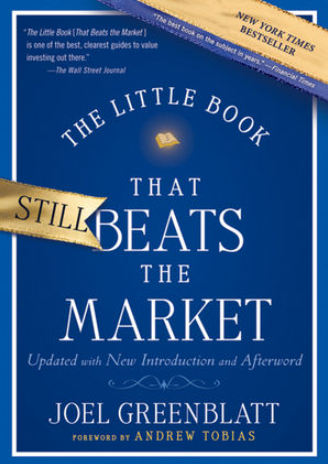 "The Little Book [That Beats the Market]
is one of the best, clearest guides to value
investing out there."
—The Wall Street Journal
"The best book on the subject in years." —Financial Times
NEW YORK TIMES
BESTSELLER
THE LITTLE BOOK
THAT
STILL BEATS
THE
MARKET
Updated with New Introduction and Afterword
JOEL GREENBLATT
FOREWORD BY ANDREW TOBIAS